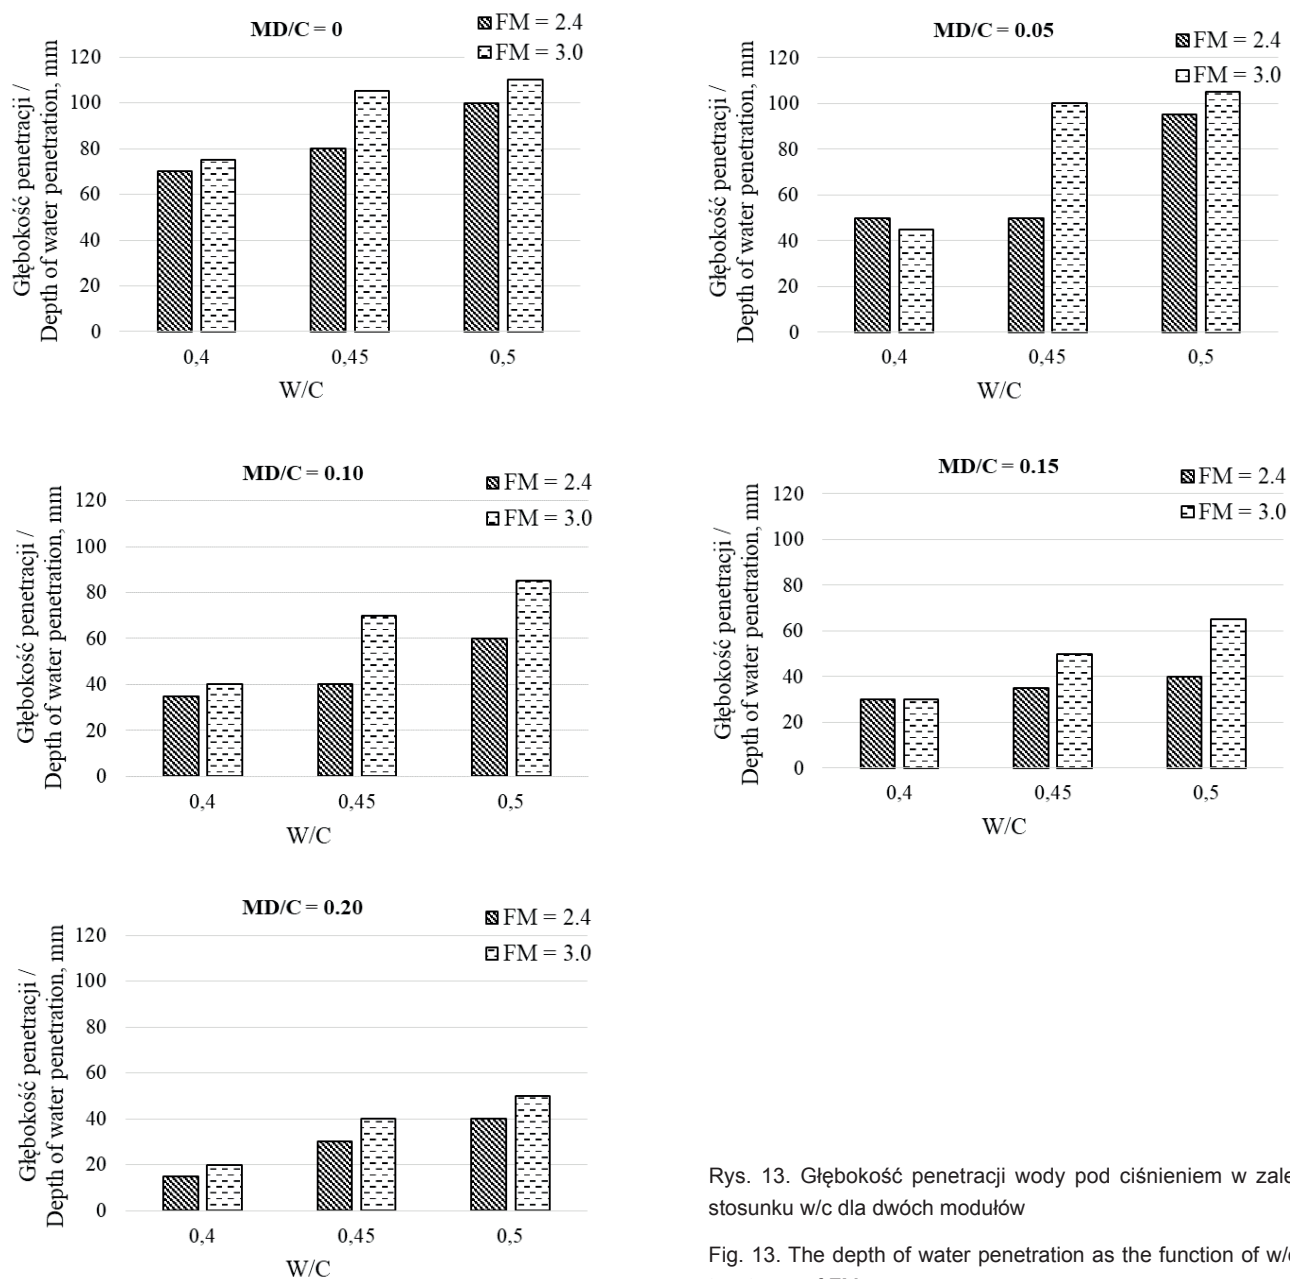 MD/C = 0
FM = 2.4
FM = 3.0
Głębokość penetracji /
Depth of water penetration, mm
120
100
80
60
40
20
0
0,4 0,45 0,5
W/C
MD/C = 0.05
FM = 2.4
FM = 3.0
Głębokość penetracji /
Depth of water penetration, mm
120
100
80
60
40
20
0
0,4 0,45 0,5
W/C
MD/C = 0.10
FM = 2.4
FM = 3.0
Głębokość penetracji /
Depth of water penetration, mm
120
100
80
60
40
20
0
0,4 0,45 0,5
W/C
MD/C = 0.15
FM = 2.4
FM = 3.0
Głębokość penetracji /
Depth of water penetration, mm
120
100
80
60
40
20
0
0,4 0,45 0,5
W/C
MD/C = 0.20
FM = 2.4
FM = 3.0
Głębokość penetracji /
Depth of water penetration, mm
120
100
80
60
40
20
0
0,4 0,45 0,5
W/C
Rys. 13. Głębokość penetracji wody pod ciśnieniem w zale
stosunku w/c dla dwóch modułów
Fig. 13. The depth of water penetration as the function of w/c